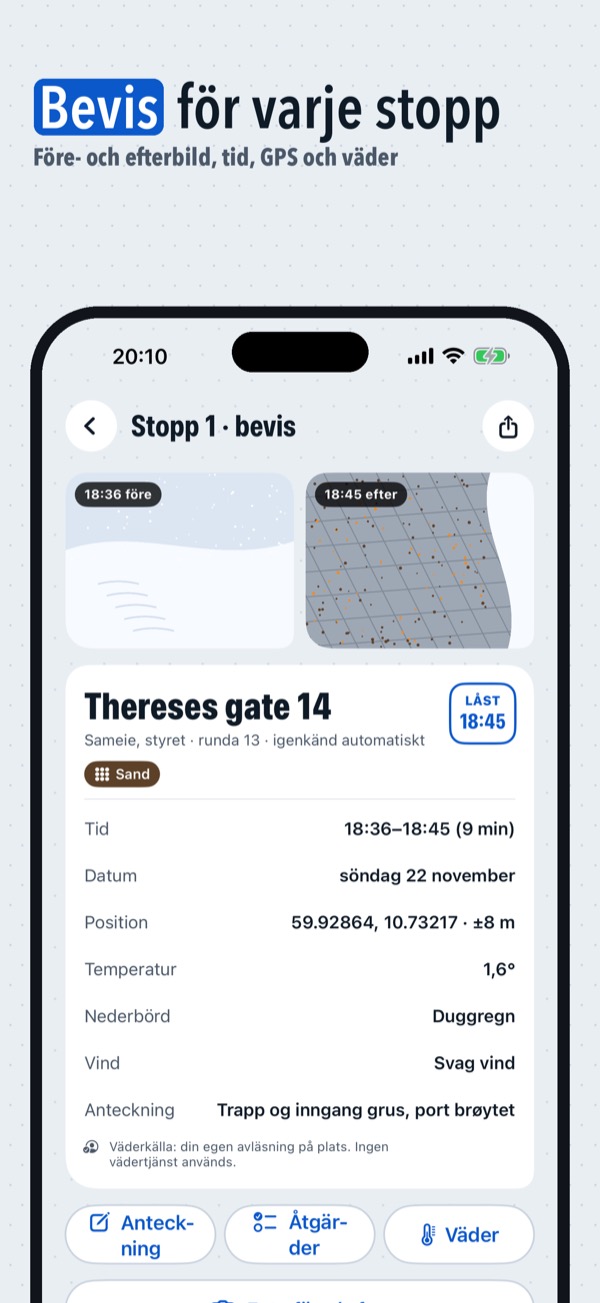 Bevis för varje stopp
Före- och efterbild, tid, GPS och väder
20:10
Stopp 1 · bevis
18:36 före
18:45 efter
Thereses gate 14
LÅST
18:45
Sameie, styret · runda 13 · igenkänd automatiskt
Sand
Tid 18:36–18:45 (9 min)
Datum söndag 22 november
Position 59.92864, 10.73217 · ±8 m
Temperatur 1,6°
Nederbörd Duggregn
Vind Svag vind
Anteckning Trapp og inngang grus, port brøytet
Väderkälla: din egen avläsning på plats. Ingen
vädertjänst används.
Anteck-
ning
Åtgär-
der
Väder